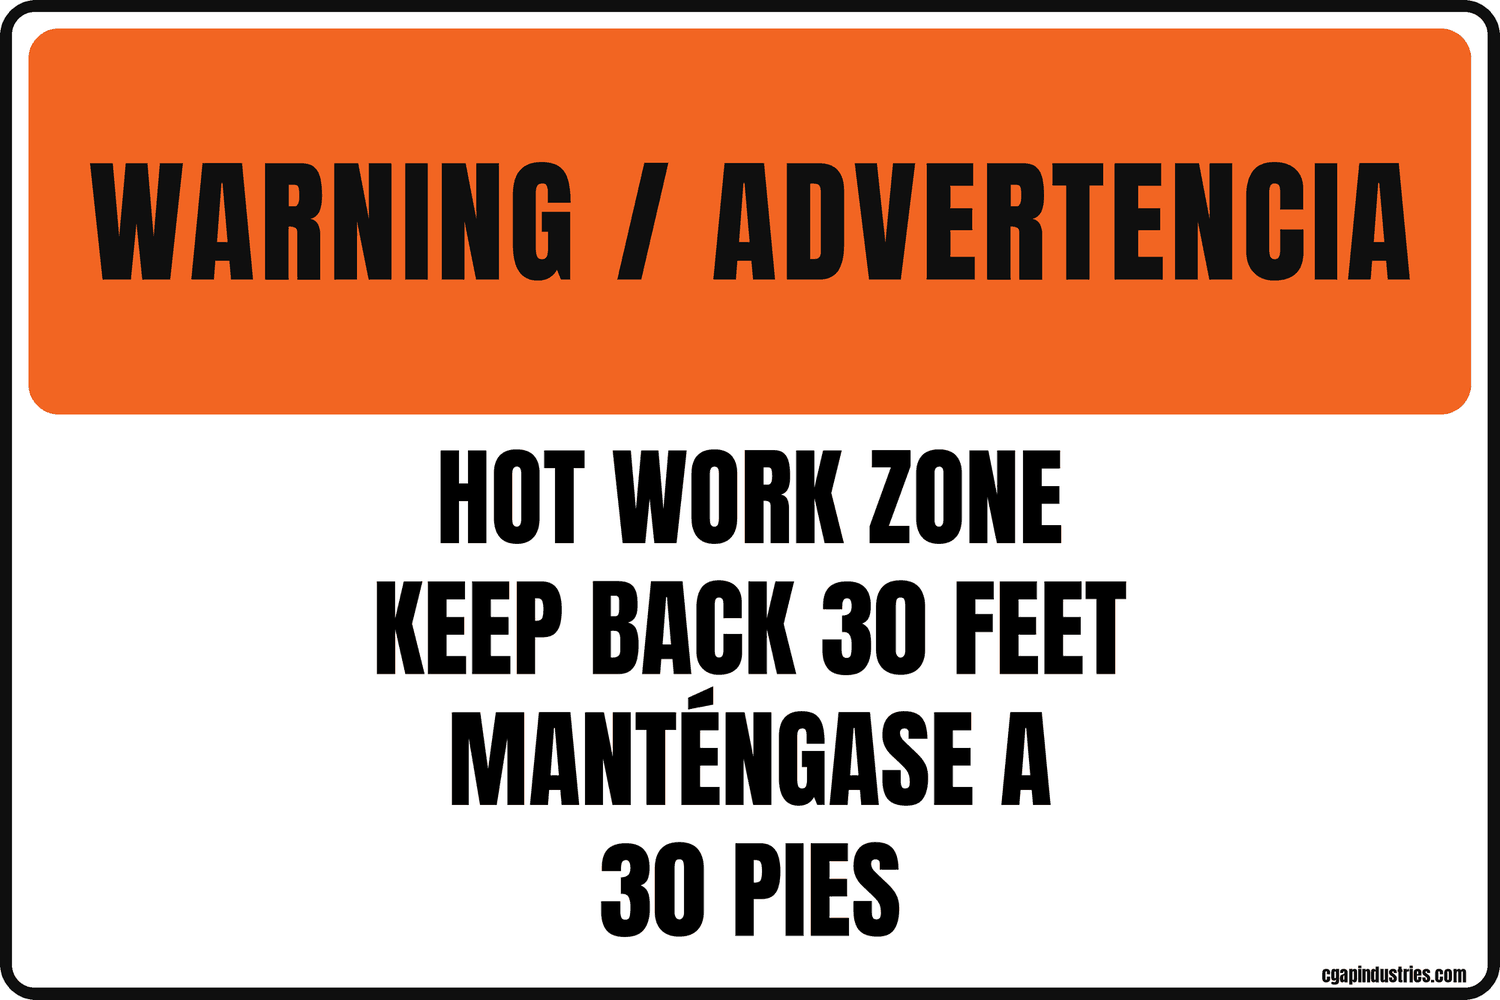 WARNING / ADVERTENCIA
HOT WORK ZONE
KEEP BACK 30 FEET
MANTÉNGASE A
30 PIES
cgapindustries.com